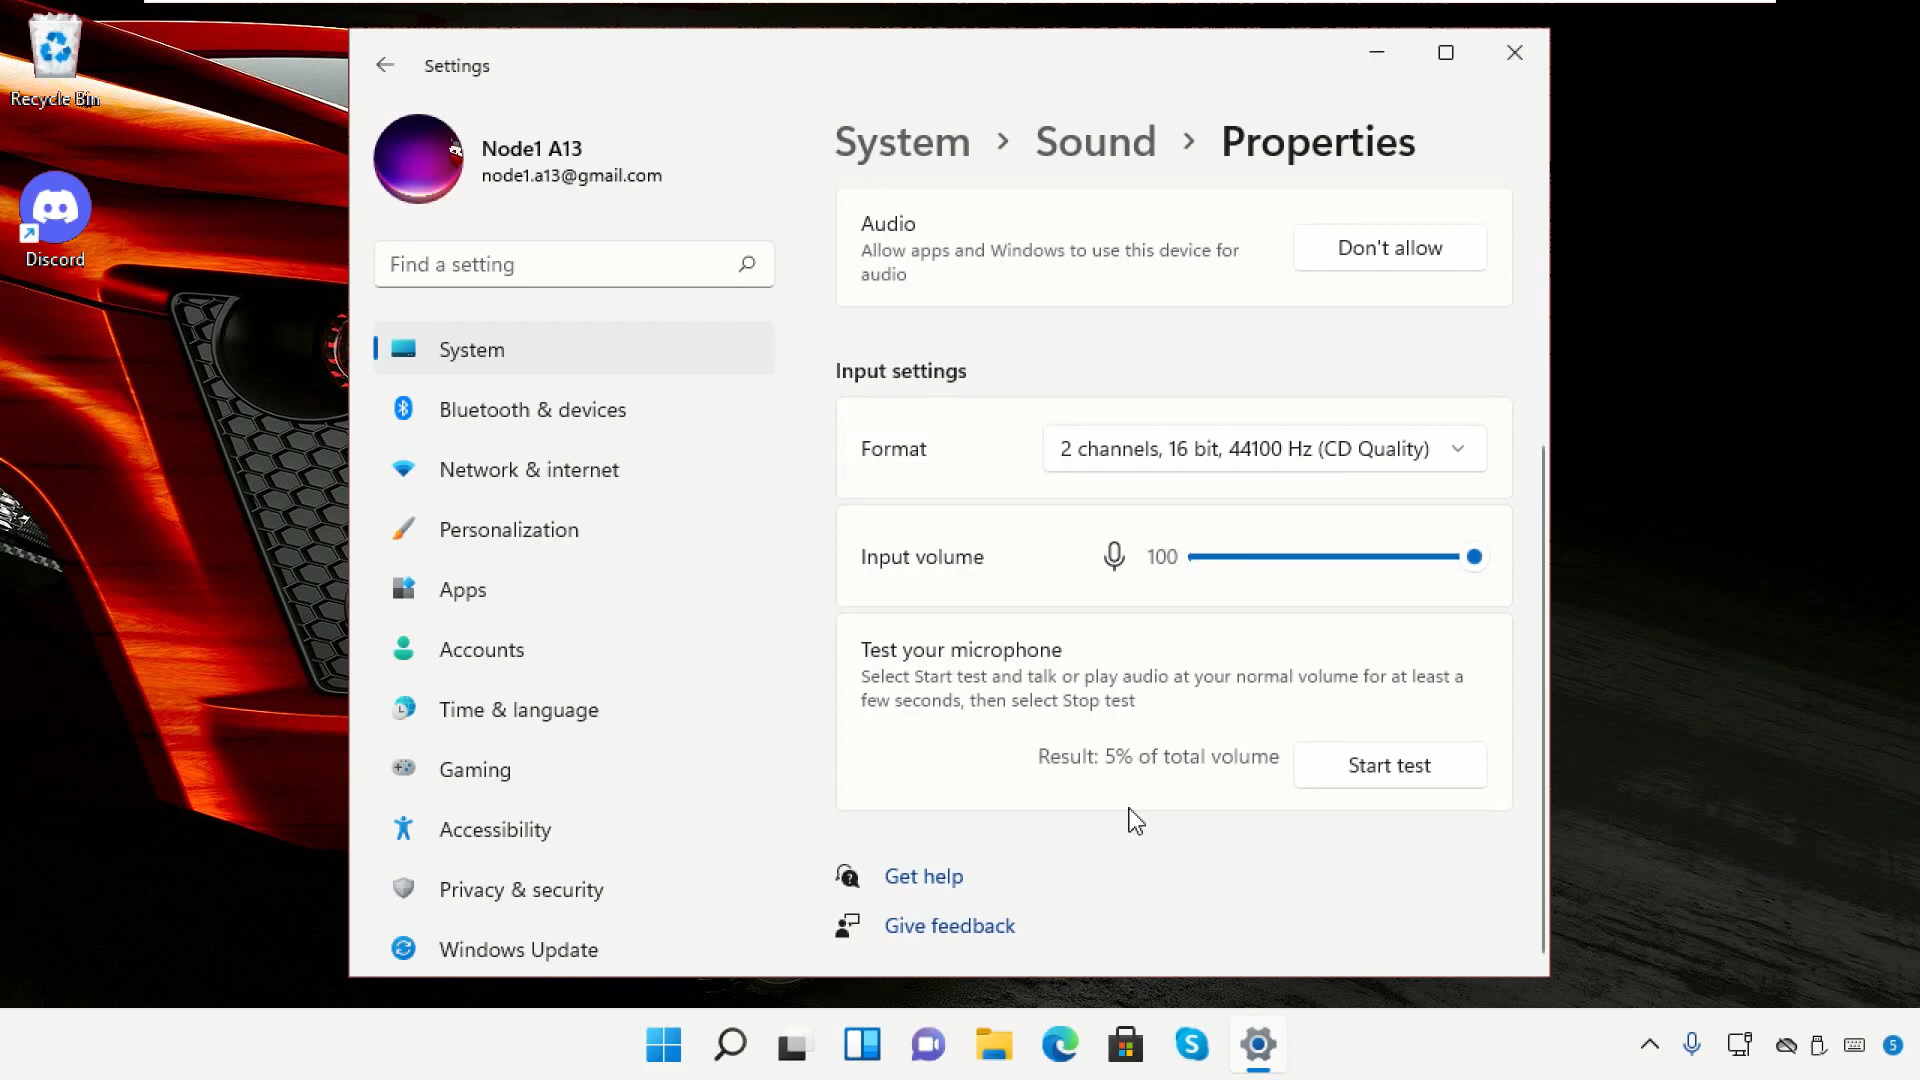 Recycle Bin
Discord
Settings
Node1 A13
node1.a13@gmail.com
Find a setting
System
Bluetooth & devices
Network & internet
Personalization
Apps
Accounts
Time & language
Gaming
Accessibility
Privacy & security
Windows Update
System > Sound > Properties
Audio
Allow apps and Windows to use this device for
audio
Don't allow
Input settings
Format
2 channels, 16 bit, 44100 Hz (CD Quality)
Input volume
100
Test your microphone
Select Start test and talk or play audio at your normal volume for at least a
few seconds, then select Stop test
Result: 5% of total volume
Start test
Get help
Give feedback
5